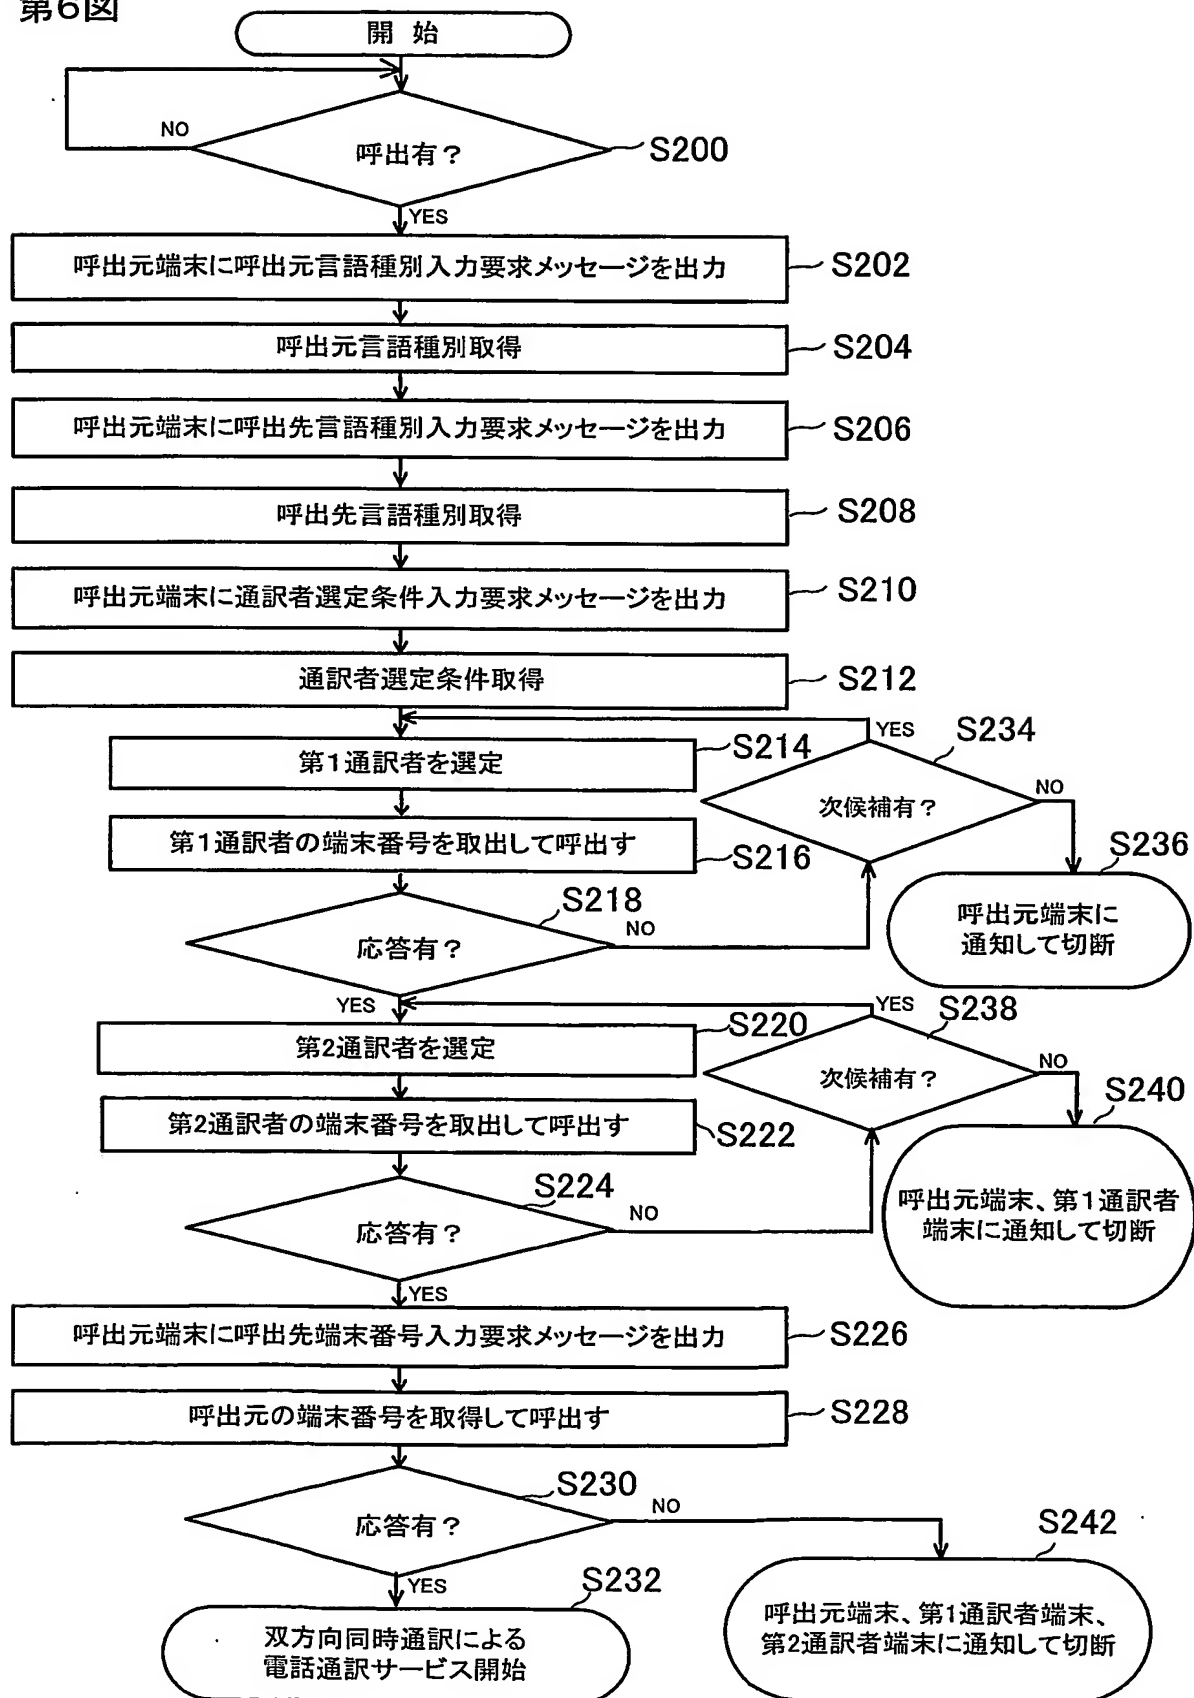 第6図
開 始
NO
呼出有？
S200
YES
呼出元端末に呼出元言語種別入力要求メッセージを出力
S202
呼出元言語種別取得
S204
呼出元端末に呼出先言語種別入力要求メッセージを出力
S206
呼出先言語種別取得
S208
呼出元端末に通訳者選定条件入力要求メッセージを出力
S210
通訳者選定条件取得
S212
第1通訳者を選定
S214
YES
S234
次候補有？
NO
第1通訳者の端末番号を取出して呼出す
S216
S236
呼出元端末に
通知して切断
S218
応答有？
NO
YES
第2通訳者を選定
S220
YES
S238
次候補有？
NO
第2通訳者の端末番号を取出して呼出す
S222
S240
呼出元端末、第1通訳者
端末に通知して切断
S224
応答有？
NO
YES
呼出元端末に呼出先端末番号入力要求メッセージを出力
S226
呼出元の端末番号を取得して呼出す
S228
S230
応答有？
NO
YES
S232
双方向同時通訳による
電話通訳サービス開始
S242
呼出元端末、第1通訳者端末、
第2通訳者端末に通知して切断